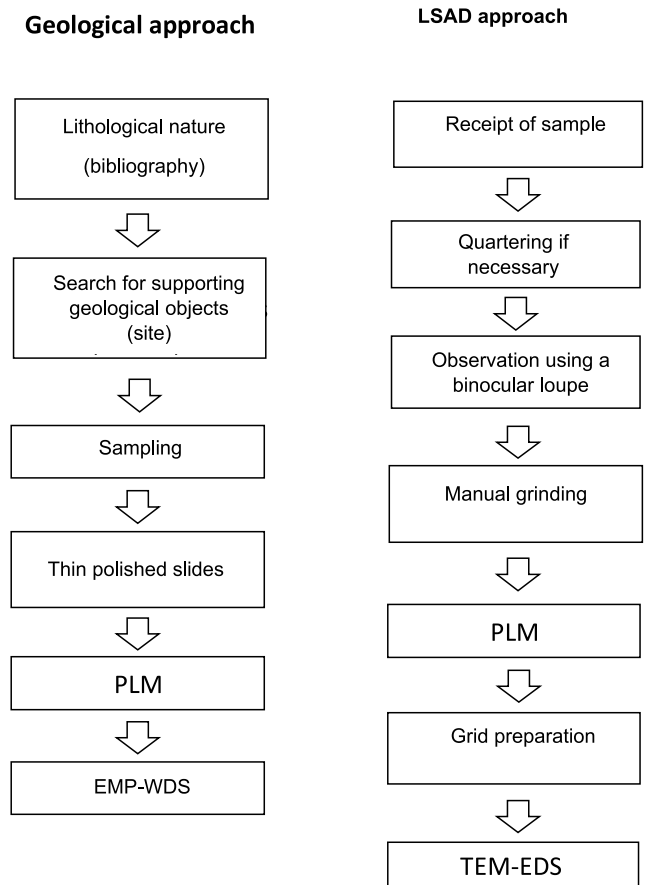 Geological approach
Lithological nature
(bibliography)
Search for supporting
geological objects
(site)
Sampling
Thin polished slides
PLM
EMP-WDS
LSAD approach
Receipt of sample
Quartering if
necessary
Observation using a
binocular loupe
Manual grinding
PLM
Grid preparation
TEM-EDS